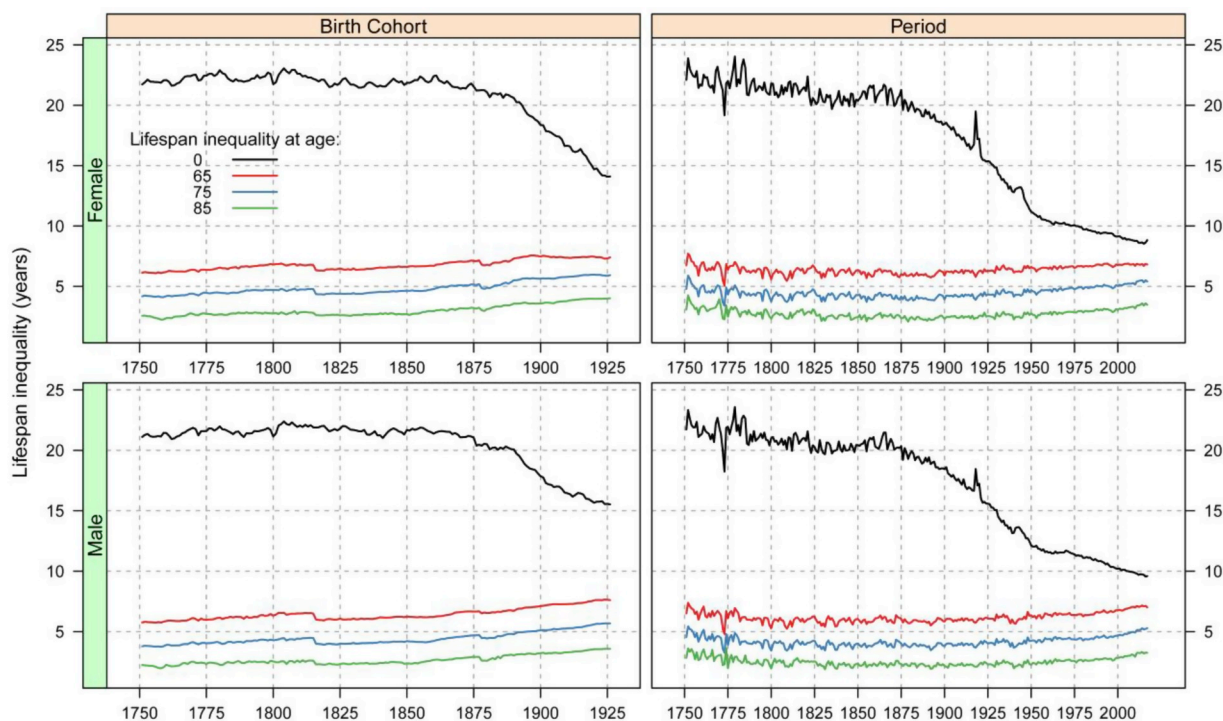 Birth Cohort Period
25 25
20 20
Lifespan inequality at age:
0
65
75
85
15 15
10 10
5 5
Female
1750 1775 1800 1825 1850 1875 1900 1925 1750 1775 1800 1825 1850 1875 1900 1925 1950 1975 2000
Lifespan inequality (years)
25 25
20 20
15 15
10 10
5 5
Male
1750 1775 1800 1825 1850 1875 1900 1925 1750 1775 1800 1825 1850 1875 1900 1925 1950 1975 2000